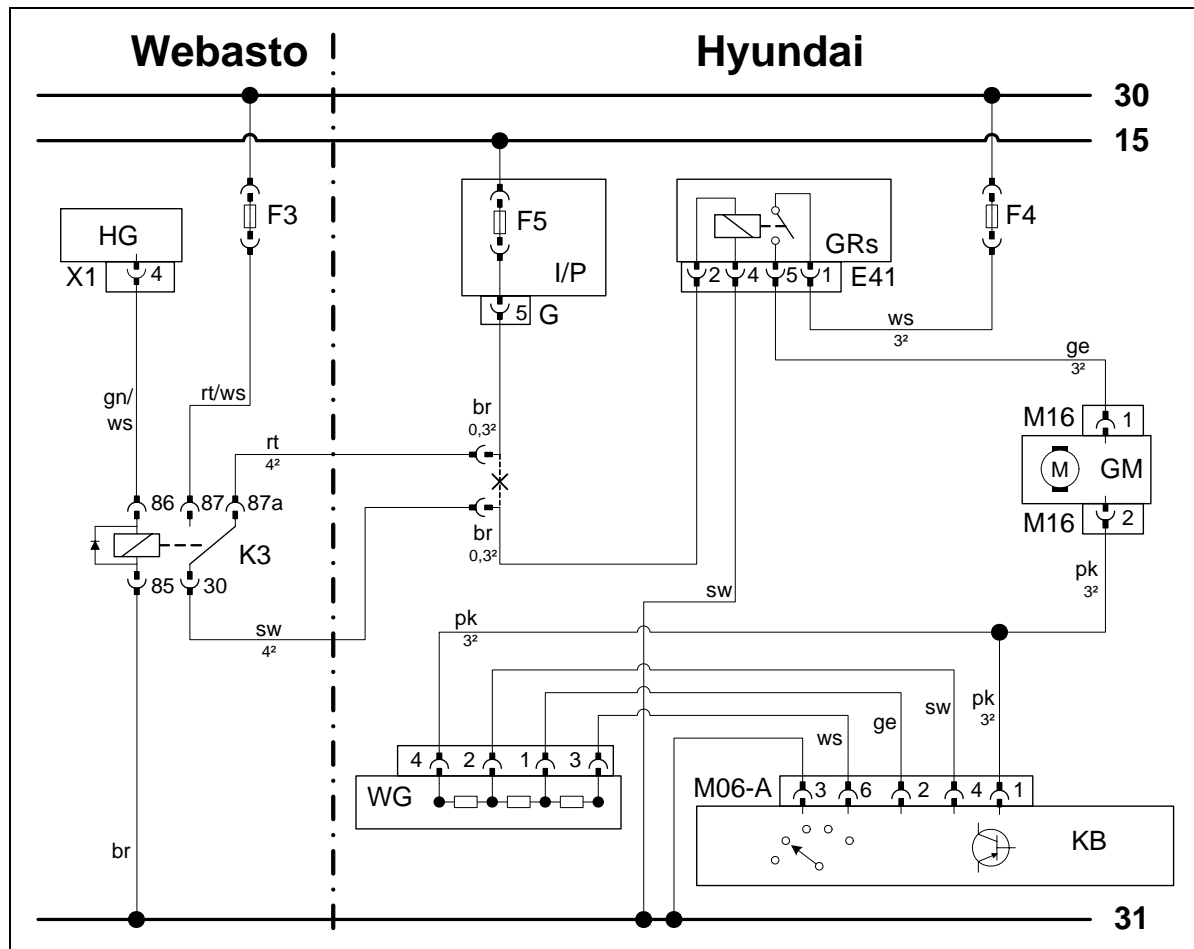 Webasto
Hyundai
30
15
HG
X1
4
F3
F5
I/P
5
G
GRs
2
4
5
1
E41
F4
ws
3²
ge
3²
gn/
ws
rt/ws
rt
4²
br
0,3²
M16
1
M
GM
M16
2
86
87
87a
K3
85
30
br
0,3²
sw
pk
3²
sw
4²
pk
3²
ws
ge
sw
pk
3²
4
2
1
3
WG
M06-A
3
6
2
4
1
KB
br
31